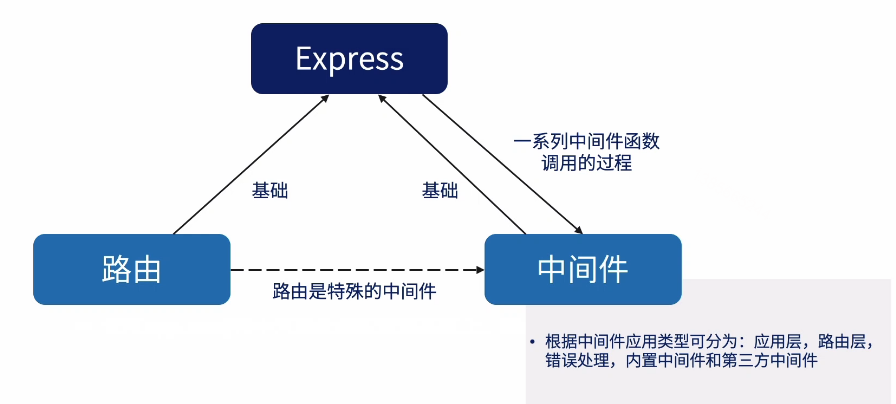 Express
一系列中间件函数
调用的过程
基础
基础
路由
中间件
路由是特殊的中间件
• 根据中间件应用类型可分为：应用层，路由层，
错误处理，内置中间件和第三方中间件